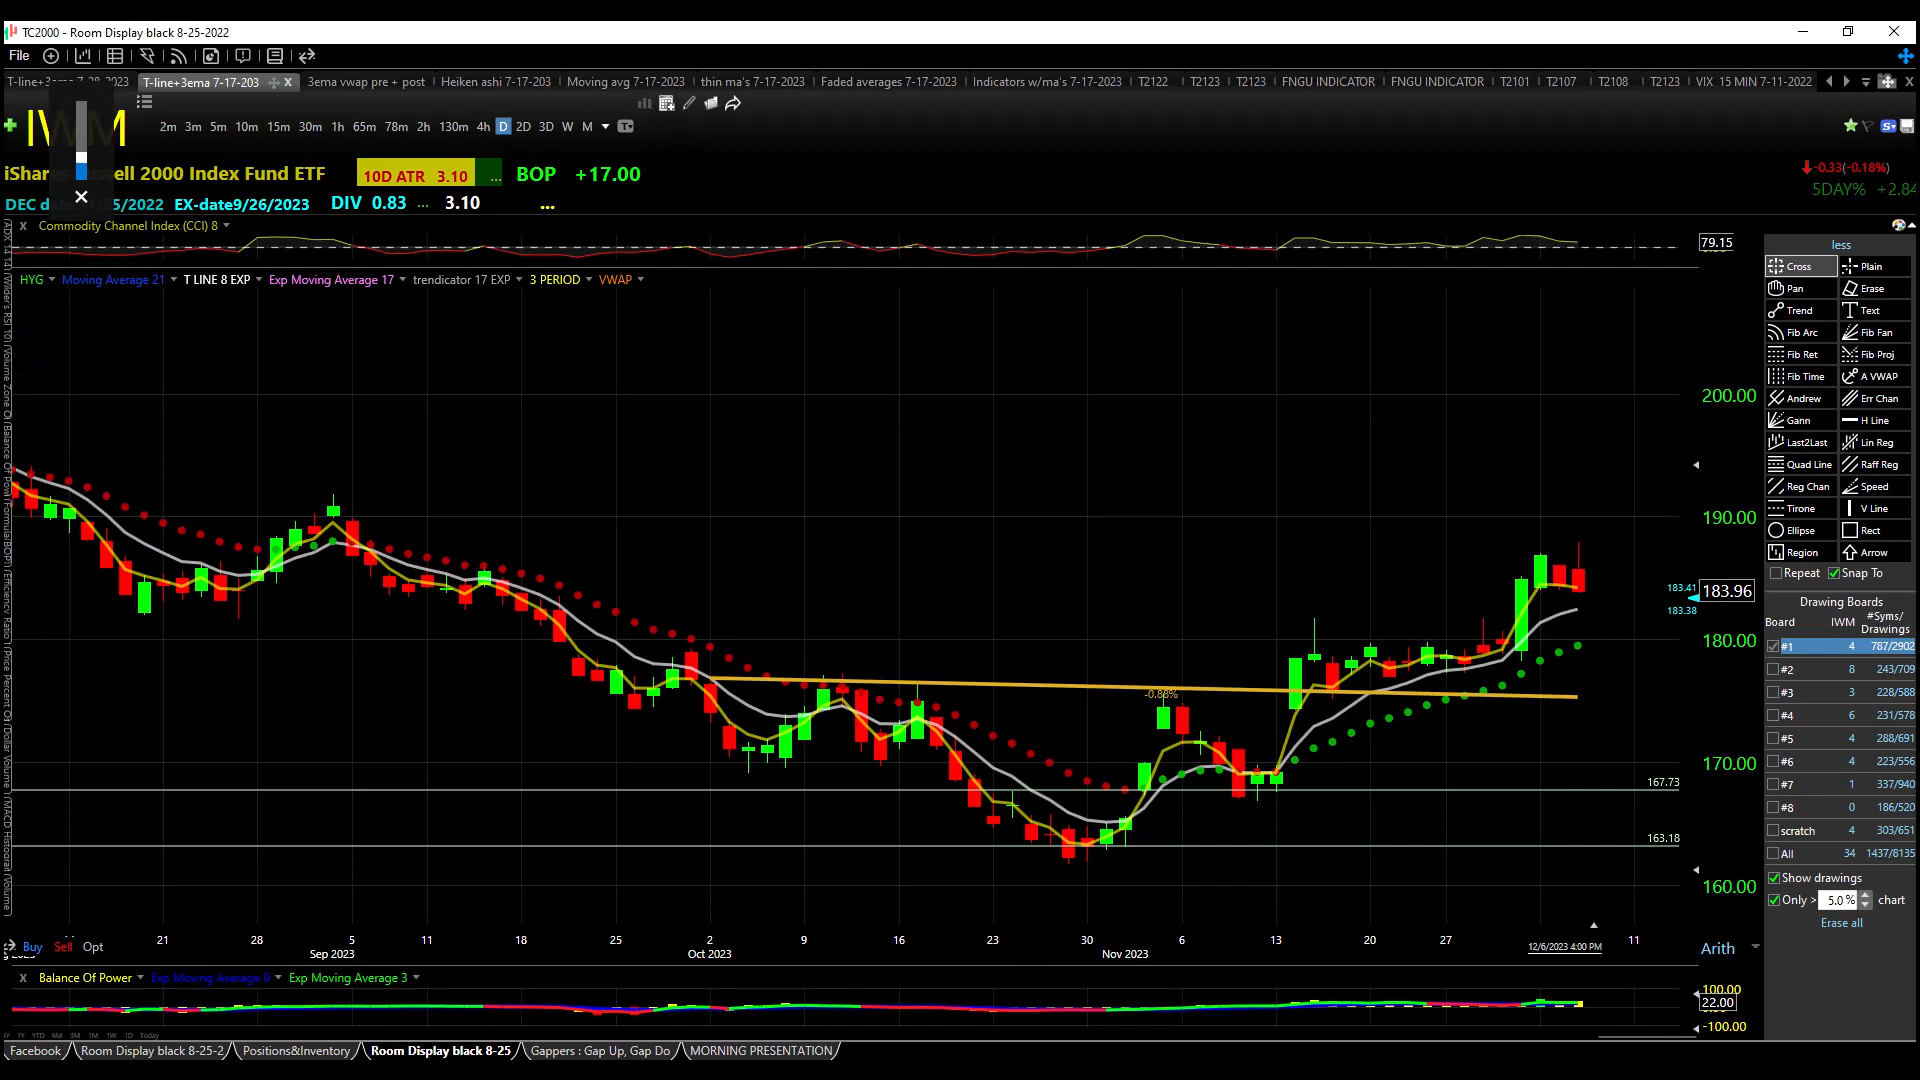 TC2000 - Room Display black 8-25-2022
File
T-line+3ema 7-28-2023 T-line+3ema 7-17-203 X 3ema vwap pre + post Heiken ashi 7-17-203 Moving avg 7-17-2023 thin ma's 7-17-2023 Faded averages 7-17-2023 Indicators w/ma's 7-17-2023 T2122 T2123 T2123 FNGU INDICATOR FNGU INDICATOR T2101 T2107 T2108 T2123 VIX 15 MIN 7-11-2022
IWM
2m 3m 5m 10m 15m 30m 1h 65m 78m 2h 130m 4h D 2D 3D W M
iShares Russell 2000 Index Fund ETF 10D ATR 3.10 ... BOP +17.00
-0.33(-0.18%)
5DAY% +2.84
DEC d 5/2022 EX-date9/26/2023 DIV 0.83 ... 3.10 ...
X Commodity Channel Index (CCI) 8
79.15
HYG Moving Average 21 T LINE 8 EXP Exp Moving Average 17 trendicator 17 EXP 3 PERIOD VWAP
200.00
190.00
183.41
183.96
183.38
180.00
-0.88%
170.00
167.73
163.18
160.00
21 28 5 11 18 25 2 9 16 23 30 6 13 20 27 12/6/2023 4:00 PM 11
Sep 2023 Oct 2023 Nov 2023
Buy Sell Opt
Arith
X Balance Of Power Exp Moving Average 9 Exp Moving Average 3
100.00
22.00
-100.00
Facebook Room Display black 8-25-2 Positions&Inventory Room Display black 8-25 Gappers : Gap Up, Gap Do MORNING PRESENTATION
less
Cross Plain
Pan Erase
Trend Text
Fib Arc Fib Fan
Fib Ret Fib Proj
Fib Time A VWAP
Andrew Err Chan
Gann H Line
Last2Last Lin Reg
Quad Line Raff Reg
Reg Chan Speed
Tirone V Line
Ellipse Rect
Region Arrow
Repeat Snap To
Drawing Boards
Board IWM #Syms/
Drawings
#1 4 787/2902
#2 8 243/709
#3 3 228/588
#4 6 231/578
#5 4 288/691
#6 4 223/556
#7 1 337/940
#8 0 186/520
scratch 4 303/651
All 34 1437/8135
Show drawings
Only > 5.0 % chart
Erase all